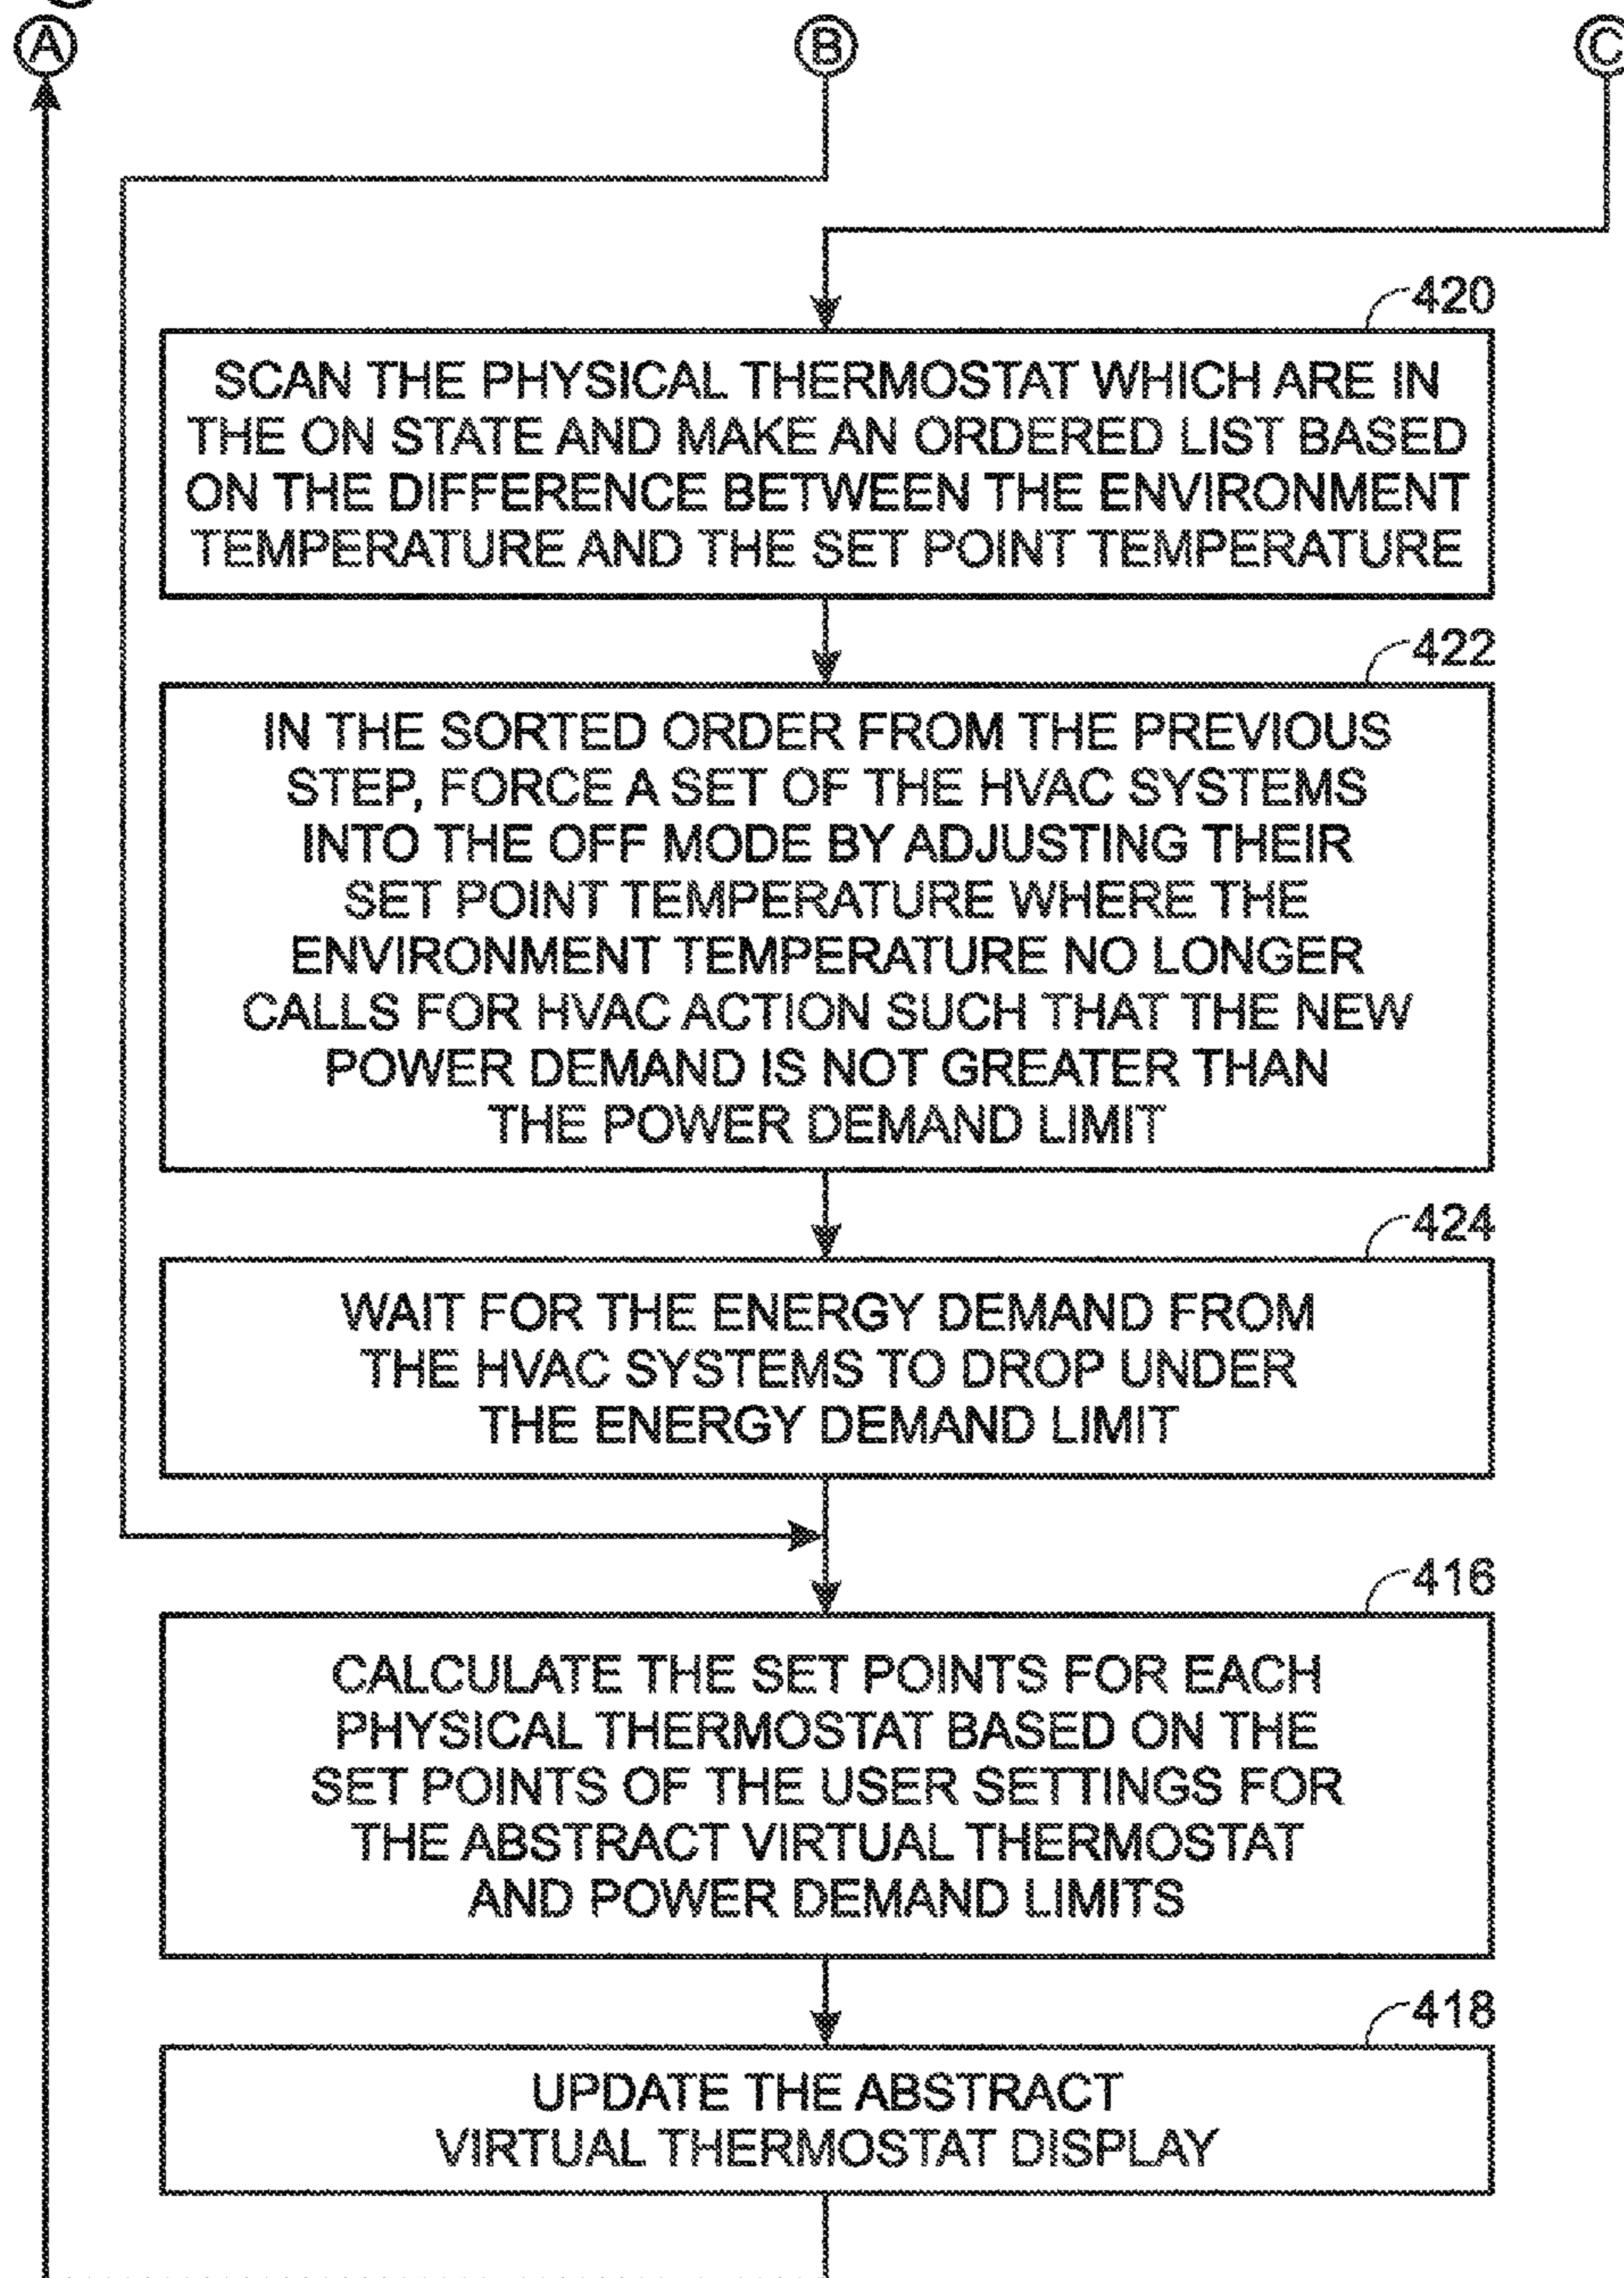 A
B
C
420
SCAN THE PHYSICAL THERMOSTAT WHICH ARE IN
THE ON STATE AND MAKE AN ORDERED LIST BASED
ON THE DIFFERENCE BETWEEN THE ENVIRONMENT
TEMPERATURE AND THE SET POINT TEMPERATURE
422
IN THE SORTED ORDER FROM THE PREVIOUS
STEP, FORCE A SET OF THE HVAC SYSTEMS
INTO THE OFF MODE BY ADJUSTING THEIR
SET POINT TEMPERATURE WHERE THE
ENVIRONMENT TEMPERATURE NO LONGER
CALLS FOR HVAC ACTION SUCH THAT THE NEW
POWER DEMAND IS NOT GREATER THAN
THE POWER DEMAND LIMIT
424
WAIT FOR THE ENERGY DEMAND FROM
THE HVAC SYSTEMS TO DROP UNDER
THE ENERGY DEMAND LIMIT
416
CALCULATE THE SET POINTS FOR EACH
PHYSICAL THERMOSTAT BASED ON THE
SET POINTS OF THE USER SETTINGS FOR
THE ABSTRACT VIRTUAL THERMOSTAT
AND POWER DEMAND LIMITS
418
UPDATE THE ABSTRACT
VIRTUAL THERMOSTAT DISPLAY